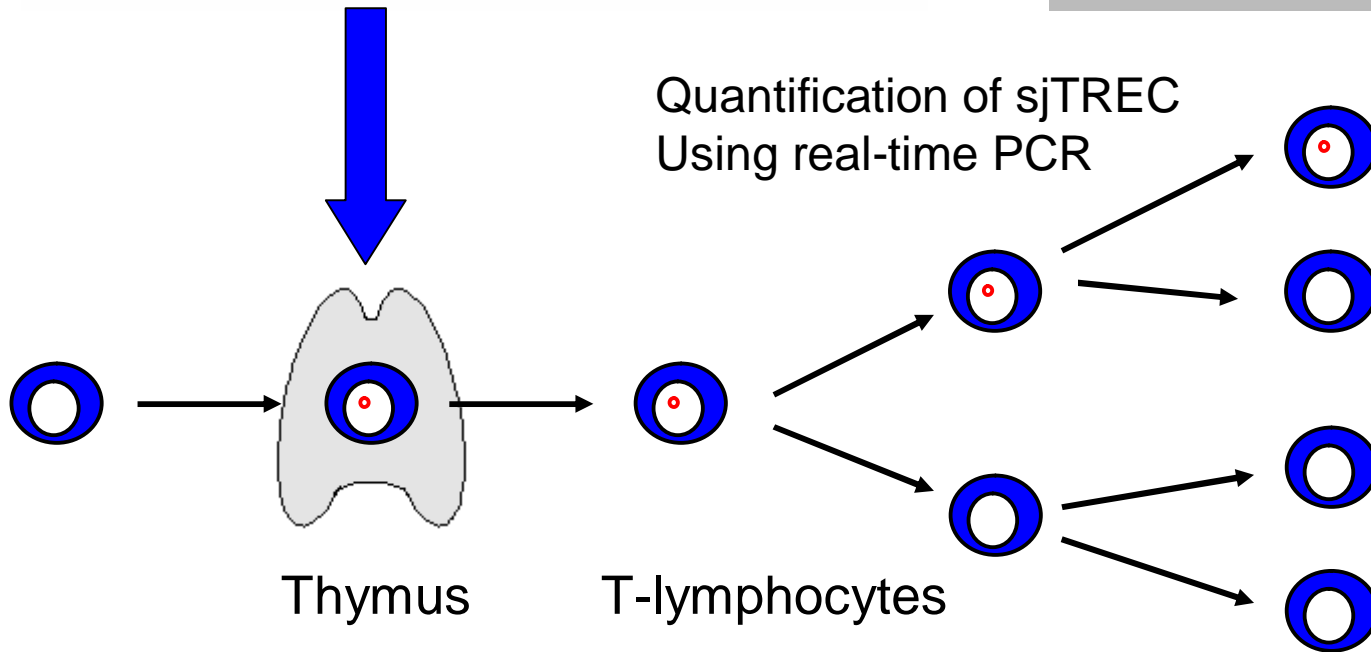 Quantification of sjTREC
Using real-time PCR
Thymus
T-lymphocytes